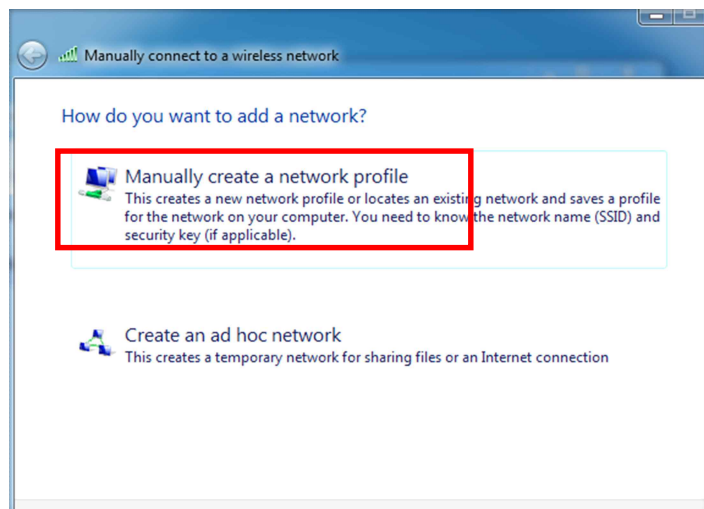 Manually connect to a wireless network
How do you want to add a network?
Manually create a network profile
This creates a new network profile or locates an existing network and saves a profile
for the network on your computer. You need to know the network name (SSID) and
security key (if applicable).
Create an ad hoc network
This creates a temporary network for sharing files or an Internet connection